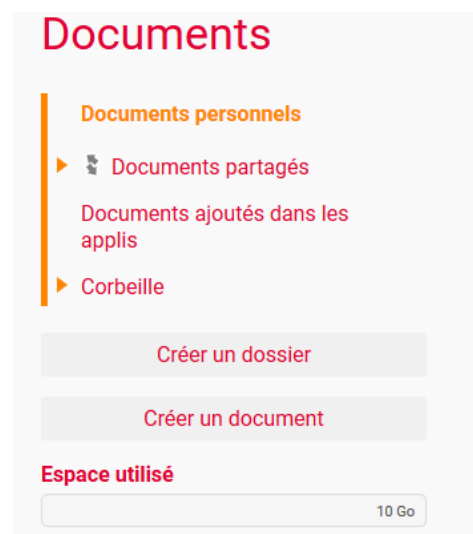 Documents
Documents personnels
Documents partagés
Documents ajoutés dans les
applis
Corbeille
Créer un dossier
Créer un document
Espace utilisé
10 Go